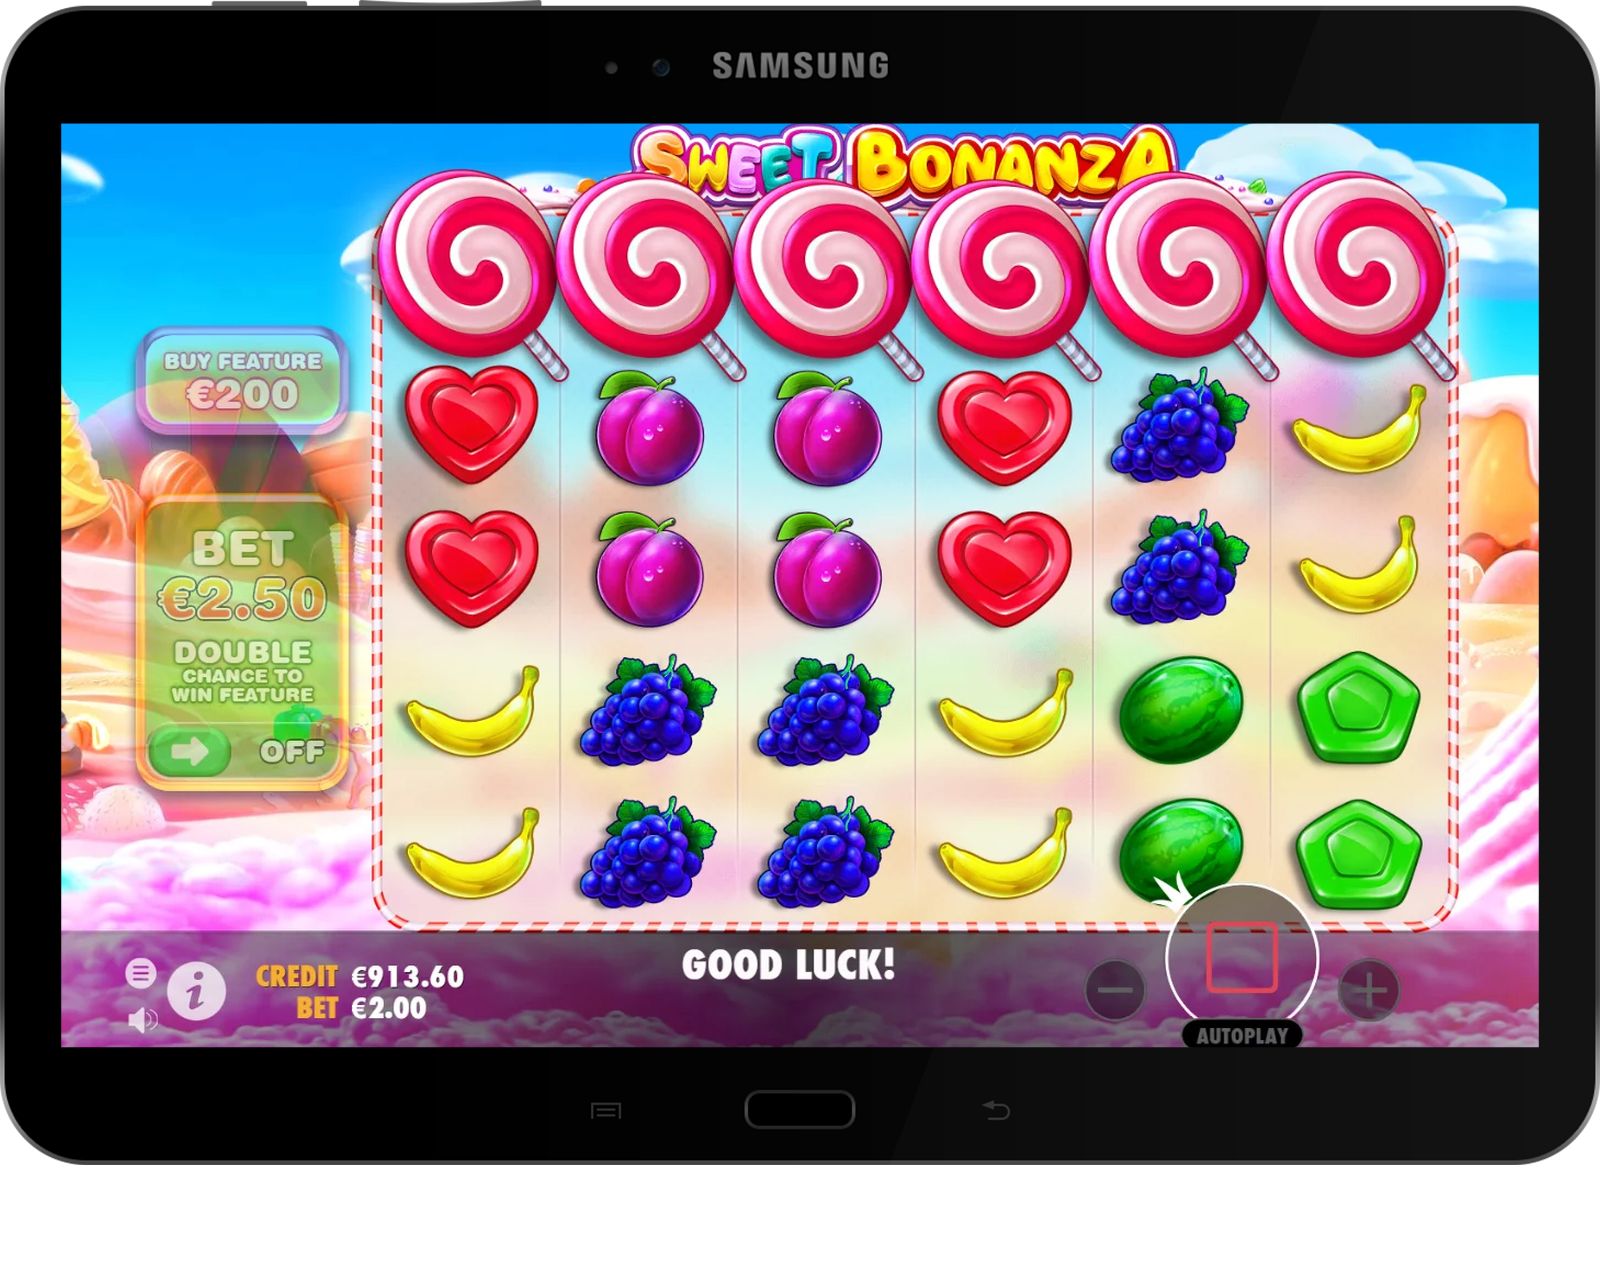 SAMSUNG
SWEET BONANZA
BUY FEATURE
€200
BET
€2.50
DOUBLE
CHANCE TO
WIN FEATURE
OFF
GOOD LUCK!
CREDIT €913.60
BET €2.00
AUTOPLAY